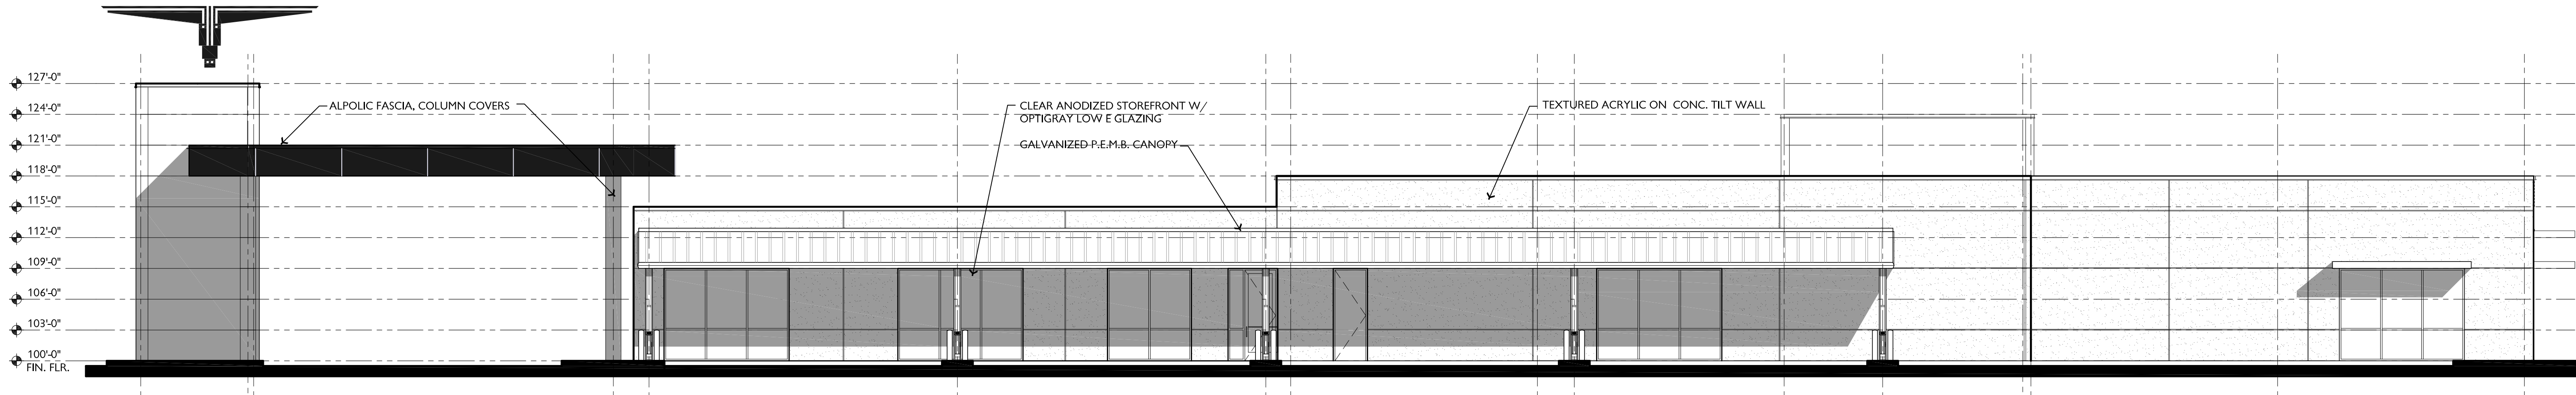 127'-0"
124'-0"
ALPOLIC FASCIA, COLUMN COVERS
CLEAR ANODIZED STOREFRONT W/
OPTIGRAY LOW E GLAZING
TEXTURED ACRYLIC ON CONC. TILT WALL
121'-0"
GALVANIZED P.E.M.B. CANOPY
118'-0"
115'-0"
112'-0"
109'-0"
106'-0"
103'-0"
100'-0"
FIN. FLR.